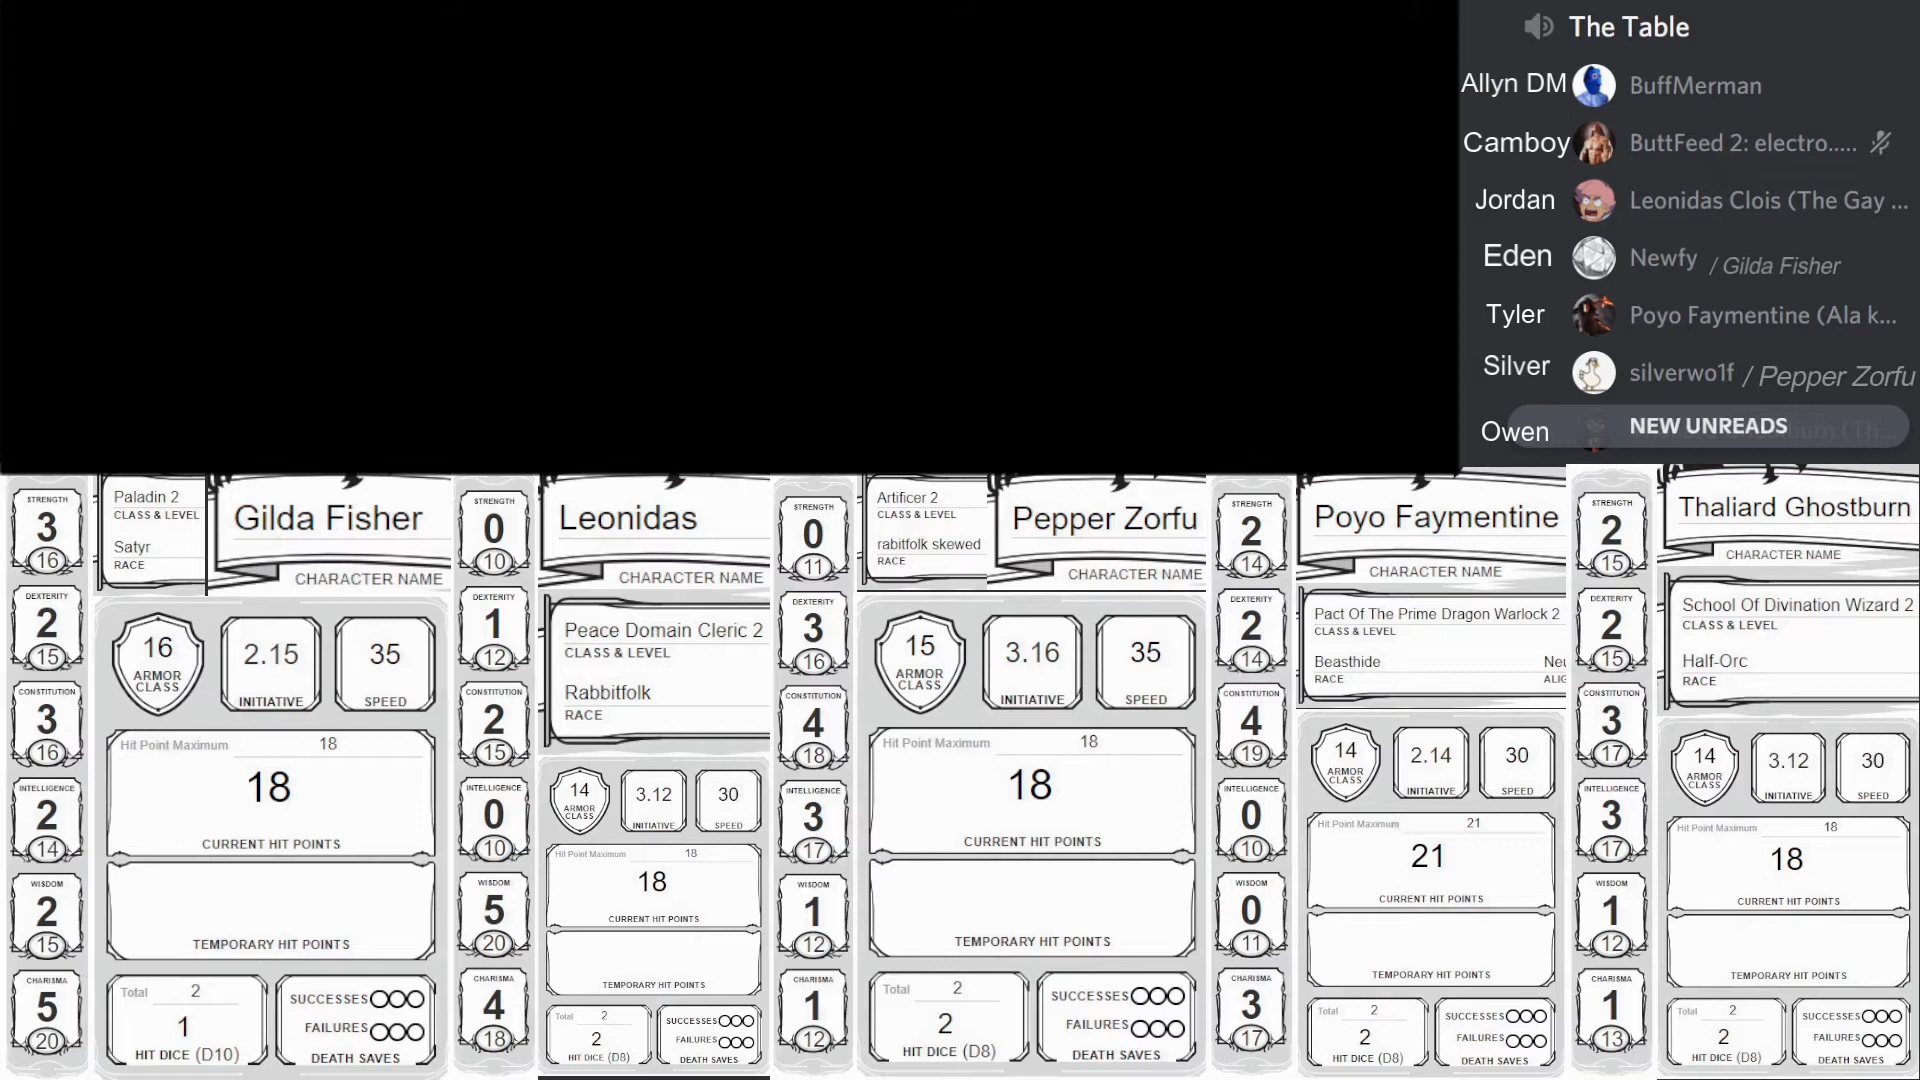 The Table
Allyn DM BuffMerman
Camboy ButtFeed 2: electro.....
Jordan Leonidas Clois (The Gay ...
Eden Newfy / Gilda Fisher
Tyler Poyo Faymentine (Ala k...
Silver silverwo1f / Pepper Zorfu
Owen NEW UNREADS
STRENGTH
3
16
DEXTERITY
2
15
CONSTITUTION
3
16
INTELLIGENCE
2
14
WISDOM
2
15
CHARISMA
5
20
Paladin 2
CLASS & LEVEL
Satyr
RACE
Gilda Fisher
CHARACTER NAME
16
ARMOR
CLASS
2.15
INITIATIVE
35
SPEED
Hit Point Maximum 18
18
CURRENT HIT POINTS
TEMPORARY HIT POINTS
Total 2
1
HIT DICE (D10)
SUCCESSES
FAILURES
DEATH SAVES
STRENGTH
0
10
DEXTERITY
1
12
CONSTITUTION
2
15
INTELLIGENCE
0
10
WISDOM
5
20
CHARISMA
4
18
Leonidas
CHARACTER NAME
Peace Domain Cleric 2
CLASS & LEVEL
Rabbitfolk
RACE
14
ARMOR
CLASS
3.12
INITIATIVE
30
SPEED
Hit Point Maximum 18
18
CURRENT HIT POINTS
TEMPORARY HIT POINTS
Total 2
2
HIT DICE (D8)
SUCCESSES
FAILURES
DEATH SAVES
STRENGTH
0
11
DEXTERITY
3
16
CONSTITUTION
4
18
INTELLIGENCE
3
17
WISDOM
1
12
CHARISMA
1
12
Artificer 2
CLASS & LEVEL
rabitfolk skewed
RACE
Pepper Zorfu
CHARACTER NAME
15
ARMOR
CLASS
3.16
INITIATIVE
35
SPEED
Hit Point Maximum 18
18
CURRENT HIT POINTS
TEMPORARY HIT POINTS
Total 2
2
HIT DICE (D8)
SUCCESSES
FAILURES
DEATH SAVES
STRENGTH
2
14
DEXTERITY
2
14
CONSTITUTION
4
19
INTELLIGENCE
0
10
WISDOM
0
11
CHARISMA
3
17
Poyo Faymentine
CHARACTER NAME
Pact Of The Prime Dragon Warlock 2
CLASS & LEVEL
Beasthide Neu
RACE ALIG
14
ARMOR
CLASS
2.14
INITIATIVE
30
SPEED
Hit Point Maximum 21
21
CURRENT HIT POINTS
TEMPORARY HIT POINTS
Total 2
2
HIT DICE (D8)
SUCCESSES
FAILURES
DEATH SAVES
STRENGTH
2
15
DEXTERITY
2
15
CONSTITUTION
3
17
INTELLIGENCE
3
17
WISDOM
1
12
CHARISMA
1
13
Thaliard Ghostburn
CHARACTER NAME
School Of Divination Wizard 2
CLASS & LEVEL
Half-Orc
RACE
14
ARMOR
CLASS
3.12
INITIATIVE
30
SPEED
Hit Point Maximum 18
18
CURRENT HIT POINTS
TEMPORARY HIT POINTS
Total 2
2
HIT DICE (D8)
SUCCESSES
FAILURES
DEATH SAVES